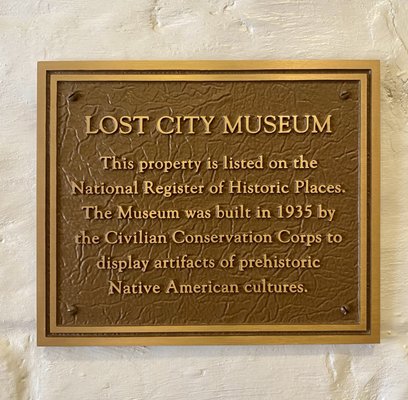 LOST CITY MUSEUM
This property is listed on the
National Register of Historic Places.
The Museum was built in 1935 by
the Civilian Conservation Corps to
display artifacts of prehistoric
Native American cultures.